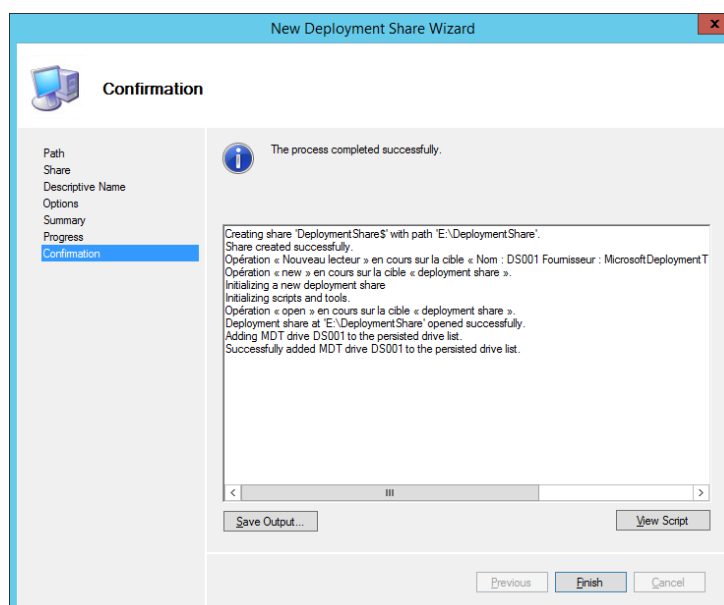 New Deployment Share Wizard
x
Confirmation
Path
Share
Descriptive Name
Options
Summary
Progress
Confirmation
The process completed successfully.
Creating share 'DeploymentShare$' with path 'E:\DeploymentShare'.
Share created successfully.
Opération « Nouveau lecteur » en cours sur la cible « Nom : DS001 Fournisseur : MicrosoftDeploymentT
Opération « new » en cours sur la cible « deployment share ».
Initializing a new deployment share
Initializing scripts and tools.
Opération « open » en cours sur la cible « deployment share ».
Deployment share at 'E:\DeploymentShare' opened successfully.
Adding MDT drive DS001 to the persisted drive list.
Successfully added MDT drive DS001 to the persisted drive list.
Save Output...
View Script
Previous
Finish
Cancel